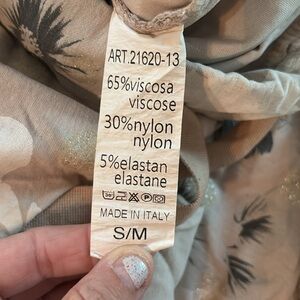 ART.21620-13
65%viscosa
viscose
30%nylon
nylon
5%elastan
elastane
MADE IN ITALY
S/M